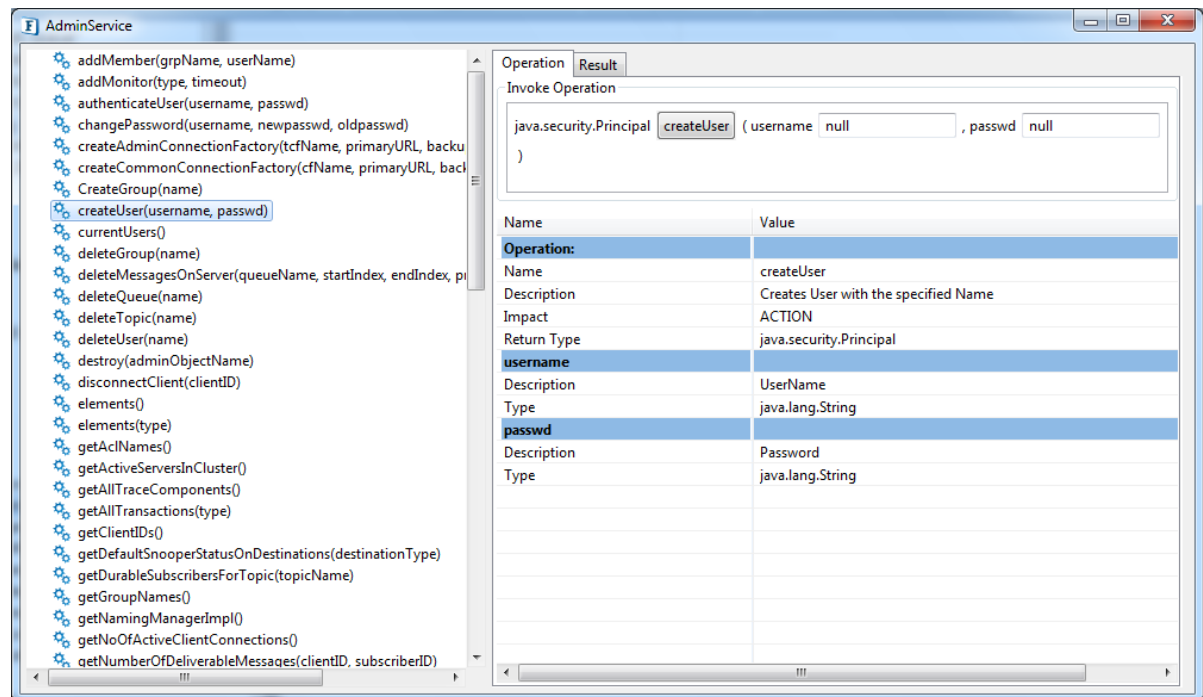 AdminService
addMember(grpName, userName)
addMonitor(type, timeout)
authenticateUser(username, passwd)
changePassword(username, newpasswd, oldpasswd)
createAdminConnectionFactory(tcfName, primaryURL, backu
createCommonConnectionFactory(cfName, primaryURL, back
CreateGroup(name)
createUser(username, passwd)
currentUsers()
deleteGroup(name)
deleteMessagesOnServer(queueName, startIndex, endIndex, pr
deleteQueue(name)
deleteTopic(name)
deleteUser(name)
destroy(adminObjectName)
disconnectClient(clientID)
elements()
elements(type)
getAclNames()
getActiveServersInCluster()
getAllTraceComponents()
getAllTransactions(type)
getClientIDs()
getDefaultSnooperStatusOnDestinations(destinationType)
getDurableSubscribersForTopic(topicName)
getGroupNames()
getNamingManagerImpl()
getNoOfActiveClientConnections()
getNumberOfDeliverableMessages(clientID, subscriberID)
Operation Result
Invoke Operation
java.security.Principal createUser ( username null , passwd null
)
Name Value
Operation:
Name createUser
Description Creates User with the specified Name
Impact ACTION
Return Type java.security.Principal
username
Description UserName
Type java.lang.String
passwd
Description Password
Type java.lang.String